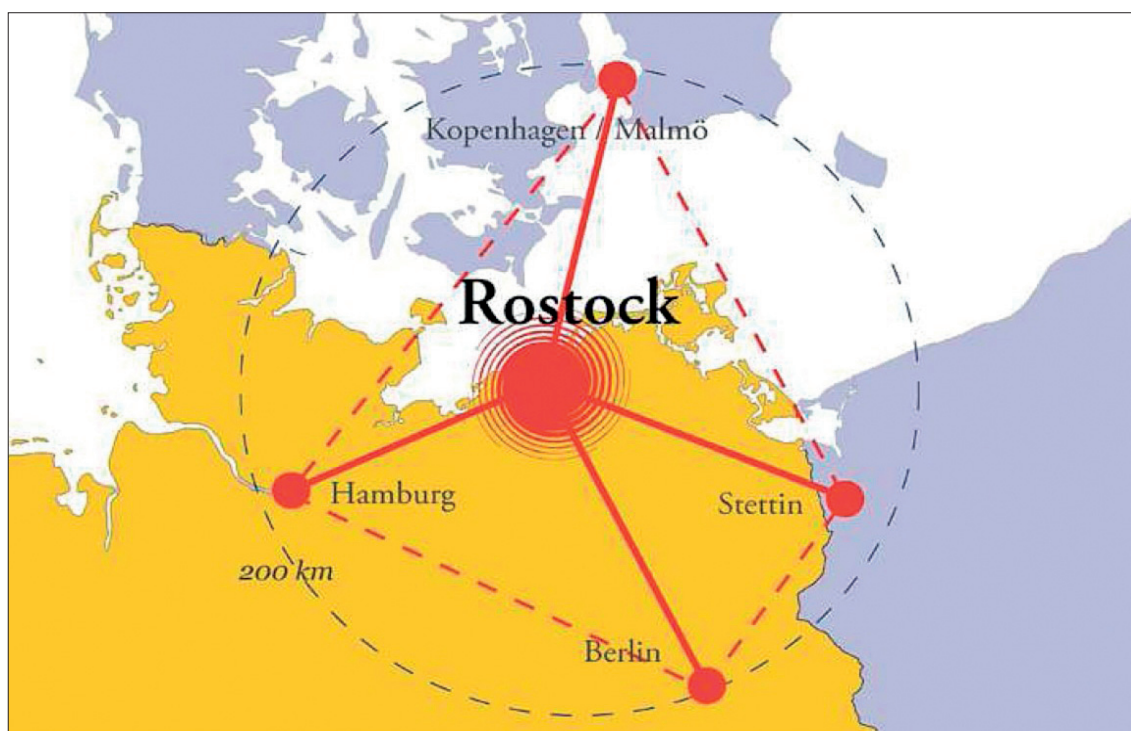 Kopenhagen / Malmö
Rostock
Hamburg
Stettin
200 km
Berlin